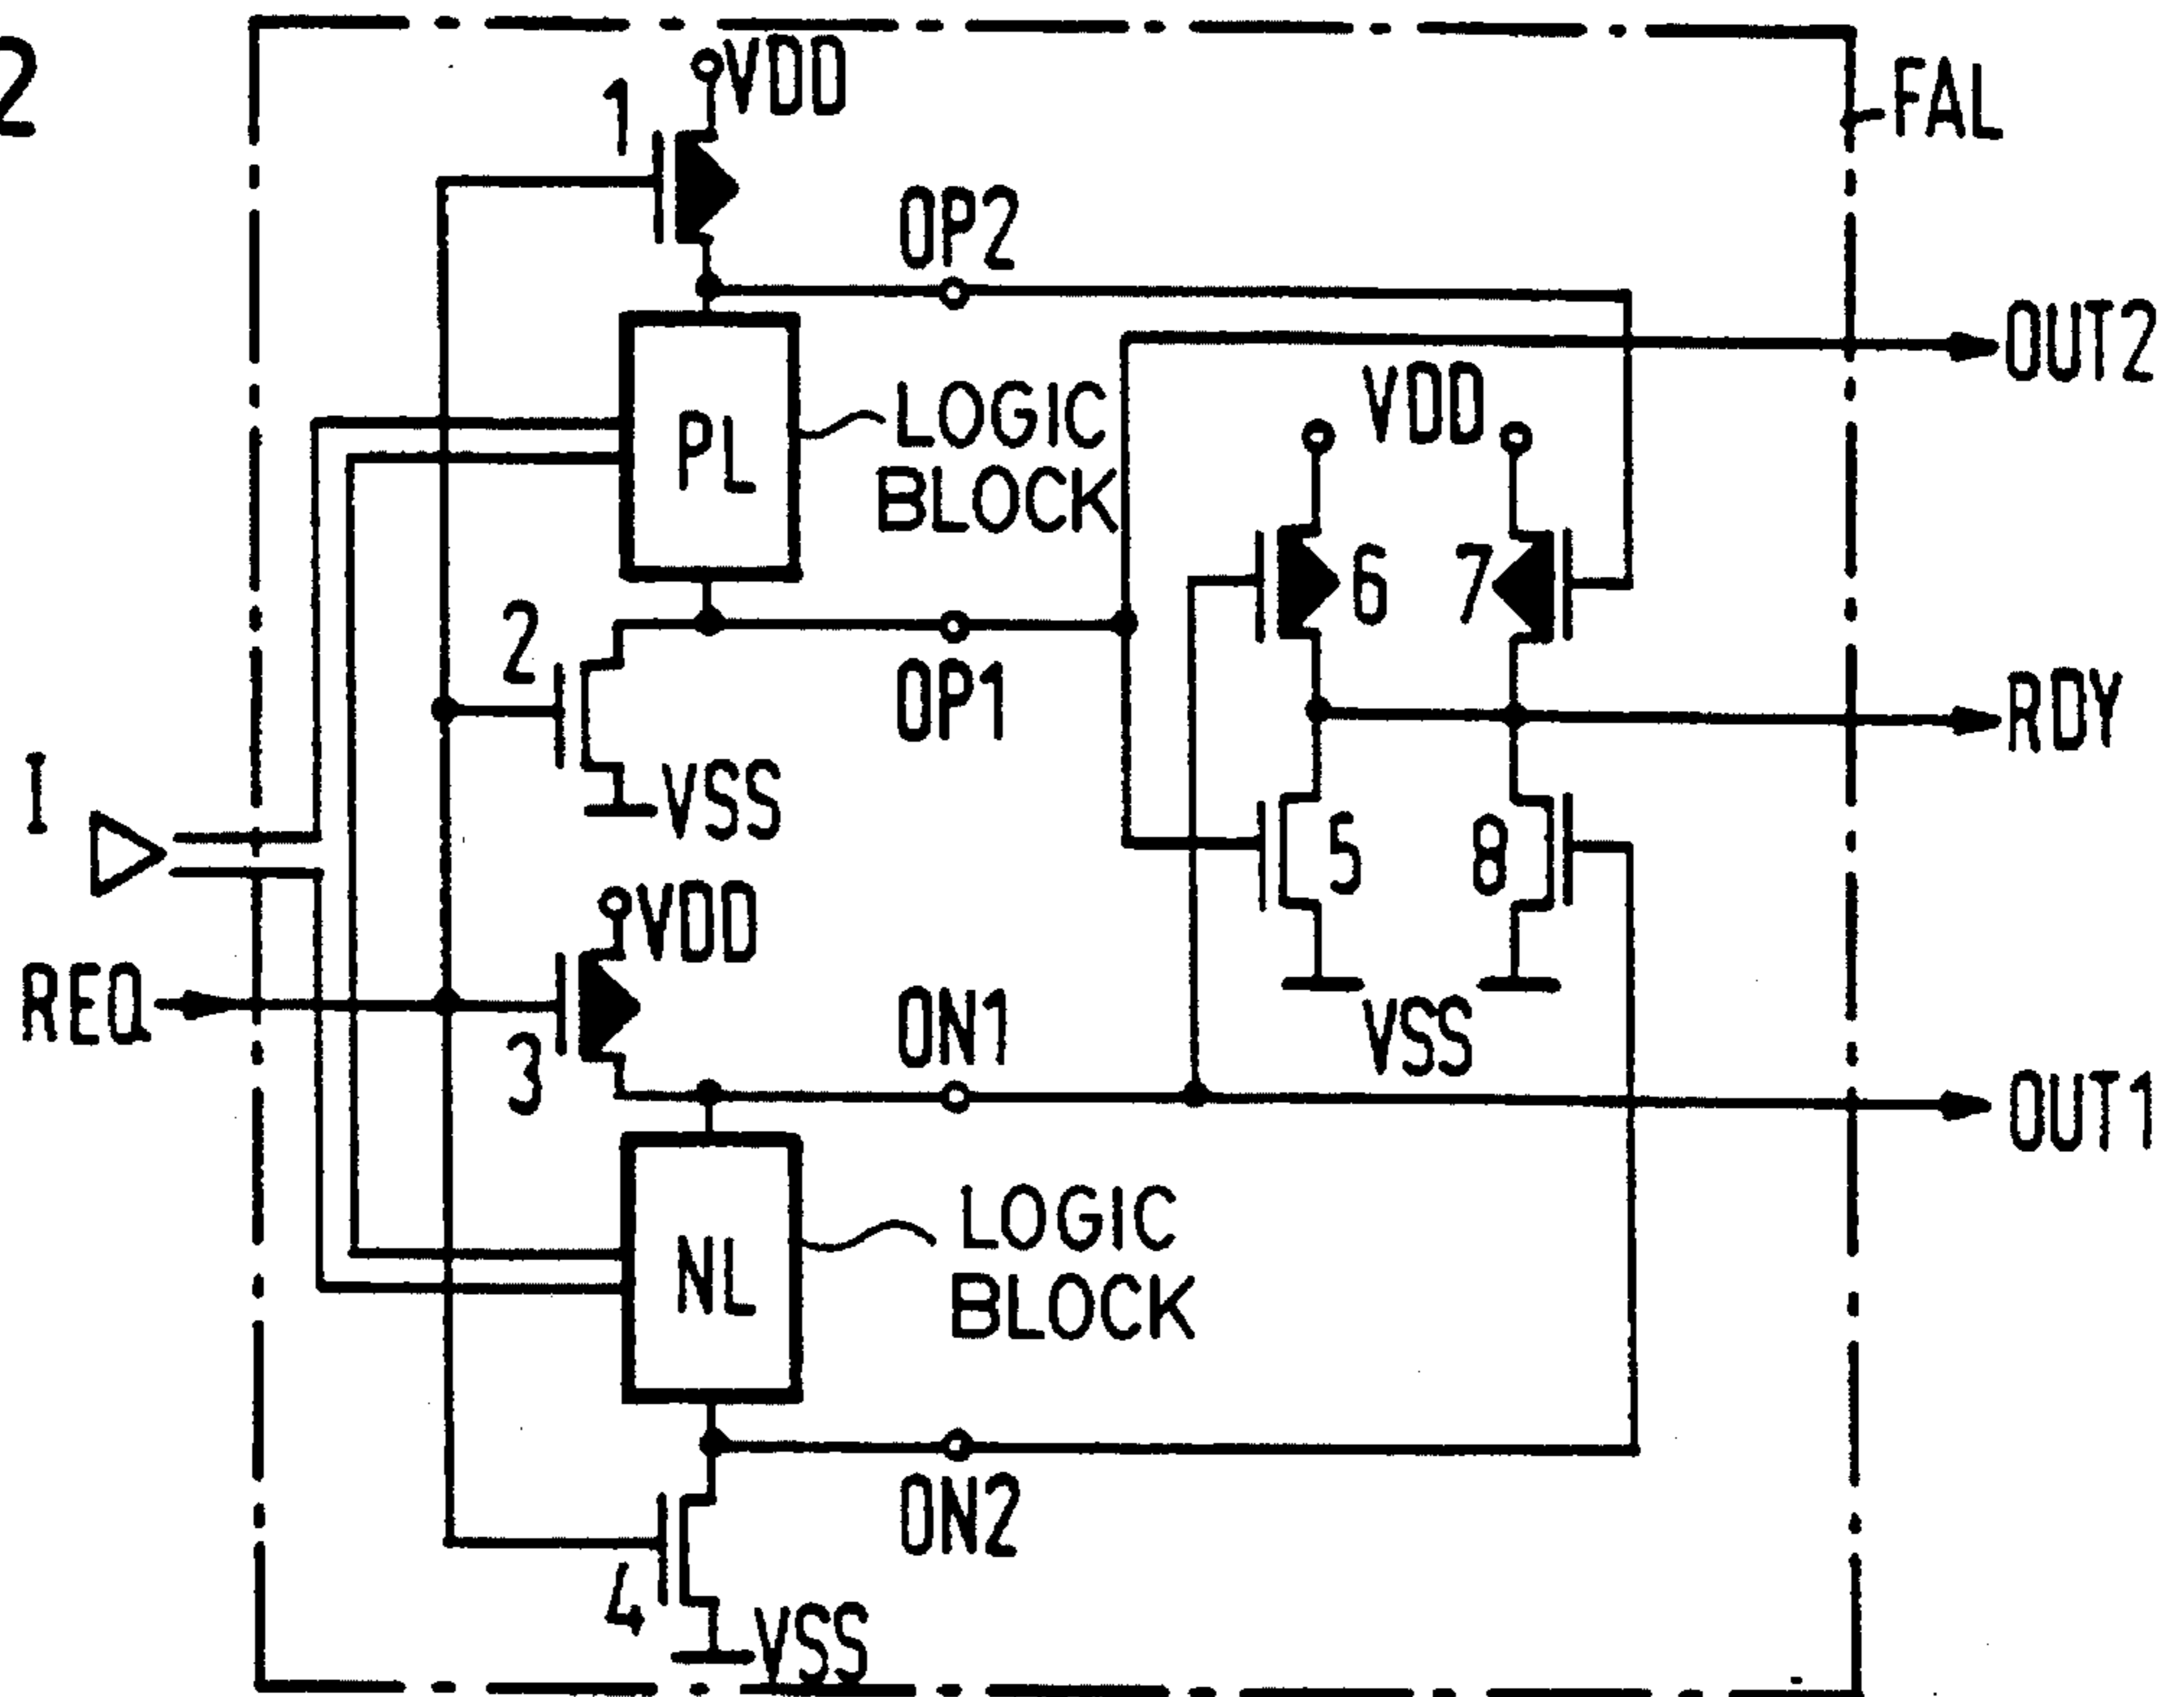 2
VDD
1
FAL
OP2
OUT2
PL
LOGIC
BLOCK
VDD
6
7
2
OP1
RDY
VSS
I
5
8
VDD
REQ
3
ON1
VSS
OUT1
NL
LOGIC
BLOCK
ON2
4
VSS